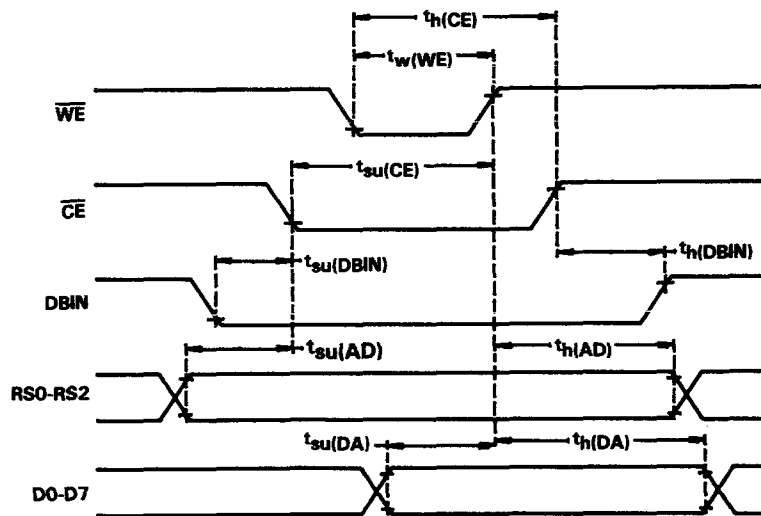 th(CE)
tw(WE)
WE
tsu(CE)
CE
tsu(DBIN)
th(DBIN)
DBIN
tsu(AD)
th(AD)
RS0-RS2
tsu(DA)
th(DA)
D0-D7